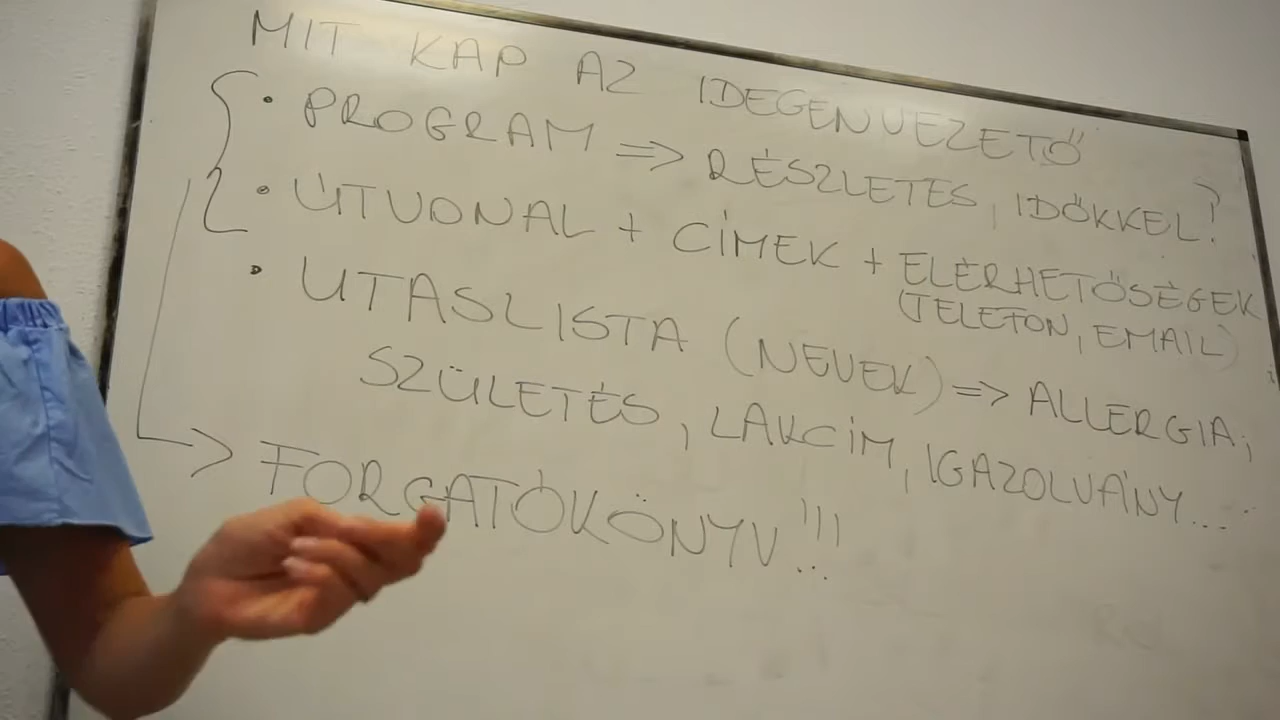 MIT KAP AZ IDEGENVEZETŐ?
• PROGRAM => RÉSZLETES, IDŐKKEL!
• ÚTVONAL + CÍMEK + ELÉRHETŐSÉGEK
(TELEFON, EMAIL)
• UTASLISTA (NEVEK) => ALLERGIA,
SZÜLETÉS, LAKCÍM, IGAZOLVÁNY...
→ FORGATÓKÖNYV!!!